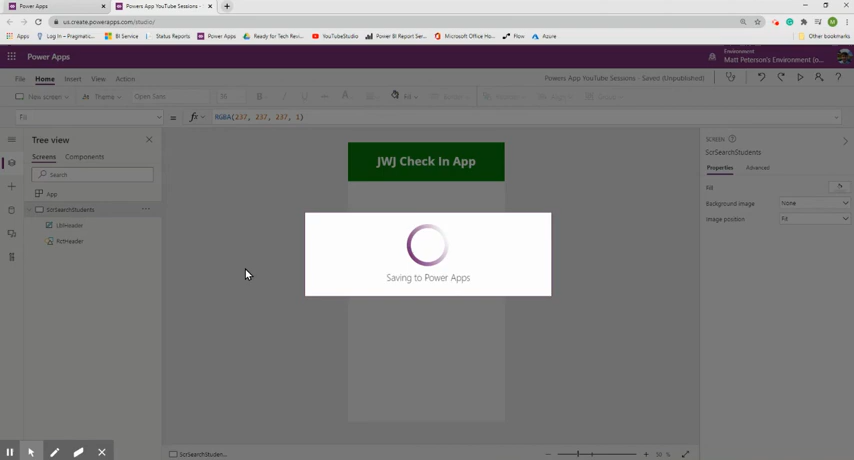 Power Apps
Powers App YouTube Sessions -
us.create.powerapps.com/studio/
Apps
Log In – Pragmatic...
BI Service
Status Reports
Power Apps
Ready for Tech Revi...
YouTubeStudio
Power BI Report Ser...
Microsoft Office Ho...
Flow
Azure
Other bookmarks
Power Apps
Environment
Matt Peterson's Environment (o...
File
Home
Insert
View
Action
Powers App YouTube Sessions - Saved (Unpublished)
New screen
Theme
Open Sans
Fill
=
fx
RGBA(237, 237, 237, 1)
Tree view
Screens
Components
Search
App
ScrSearchStudents
LblHeader
RctHeader
JWJ Check In App
Saving to Power Apps
SCREEN
ScrSearchStudents
Properties
Advanced
Fill
Background image
None
Image position
Fit
ScrSearchStuden...
50 %